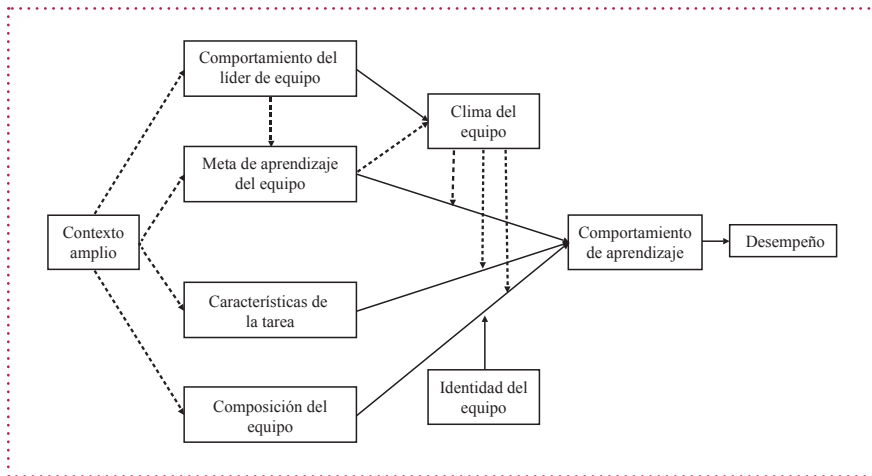 Comportamiento del
líder de equipo
Clima del
equipo
Meta de aprendizaje
del equipo
Contexto
amplio
Comportamiento
de aprendizaje
Desempeño
Características de
la tarea
Composición del
equipo
Identidad del
equipo